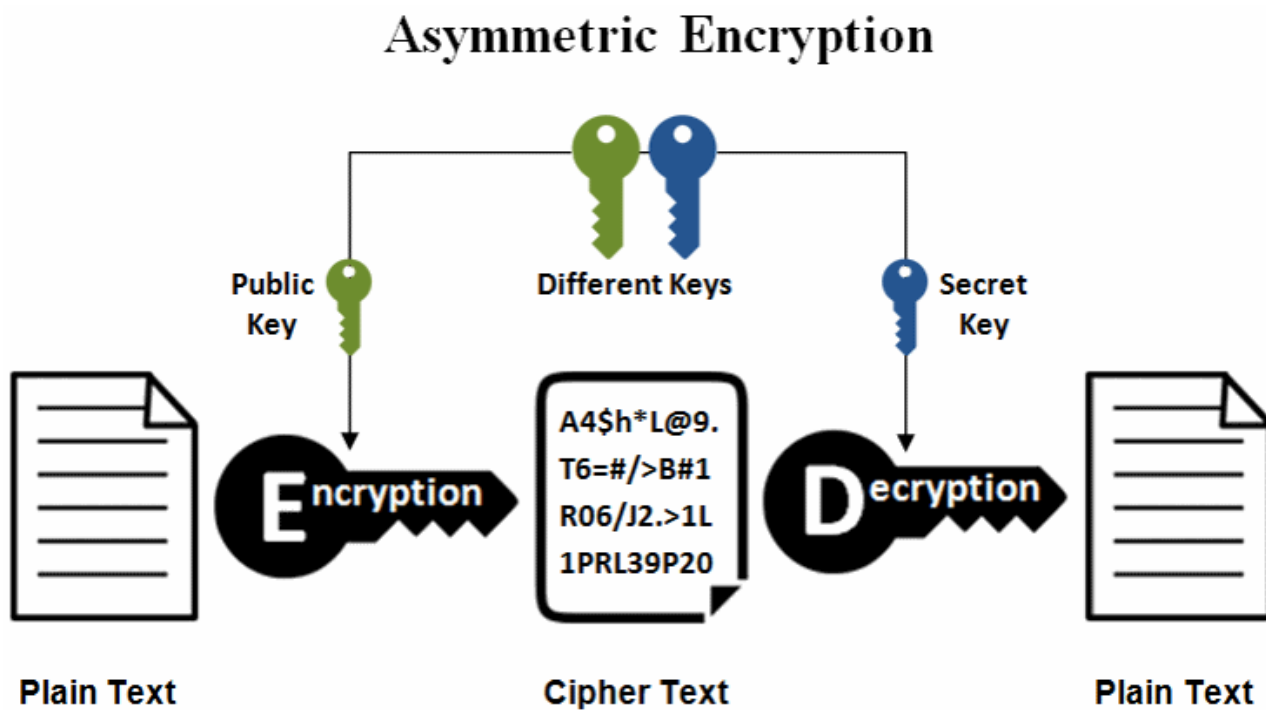 Asymmetric Encryption
Public
Key
Different Keys
Secret
Key
Encryption
A4$h*L@9.
T6=#/>B#1
R06/J2.>1L
1PRL39P20
Decryption
Plain Text
Cipher Text
Plain Text